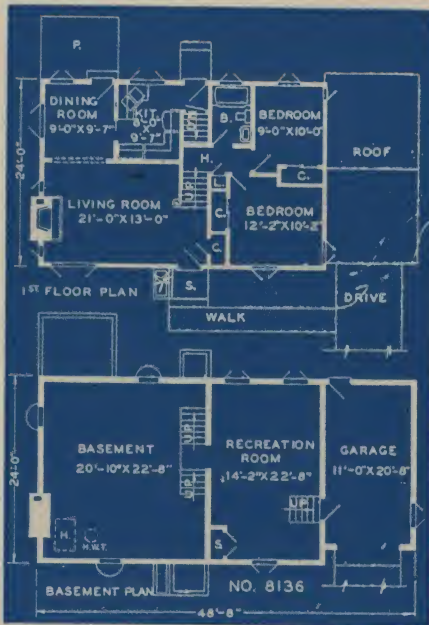 P.
DINING
ROOM
9'-0"X9'-7"
KIT.
X
9'-7"
B.
BEDROOM
9'-0"X10'-0"
ROOF
24'-0"
H.
C.
UP
L.
LIVING ROOM
21'-0"X13'-0"
C.
BEDROOM
12'-2"X10'-2"
C.
S.
1ST FLOOR PLAN
DRIVE
WALK
24'-0"
BASEMENT
20'-10"X22'-8"
UP
UP
RECREATION
ROOM
14'-2"X22'-8"
GARAGE
11'-0"X20'-8"
UP
H.
H.W.T.
S.
BASEMENT PLAN
NO. 8136
48'-8"